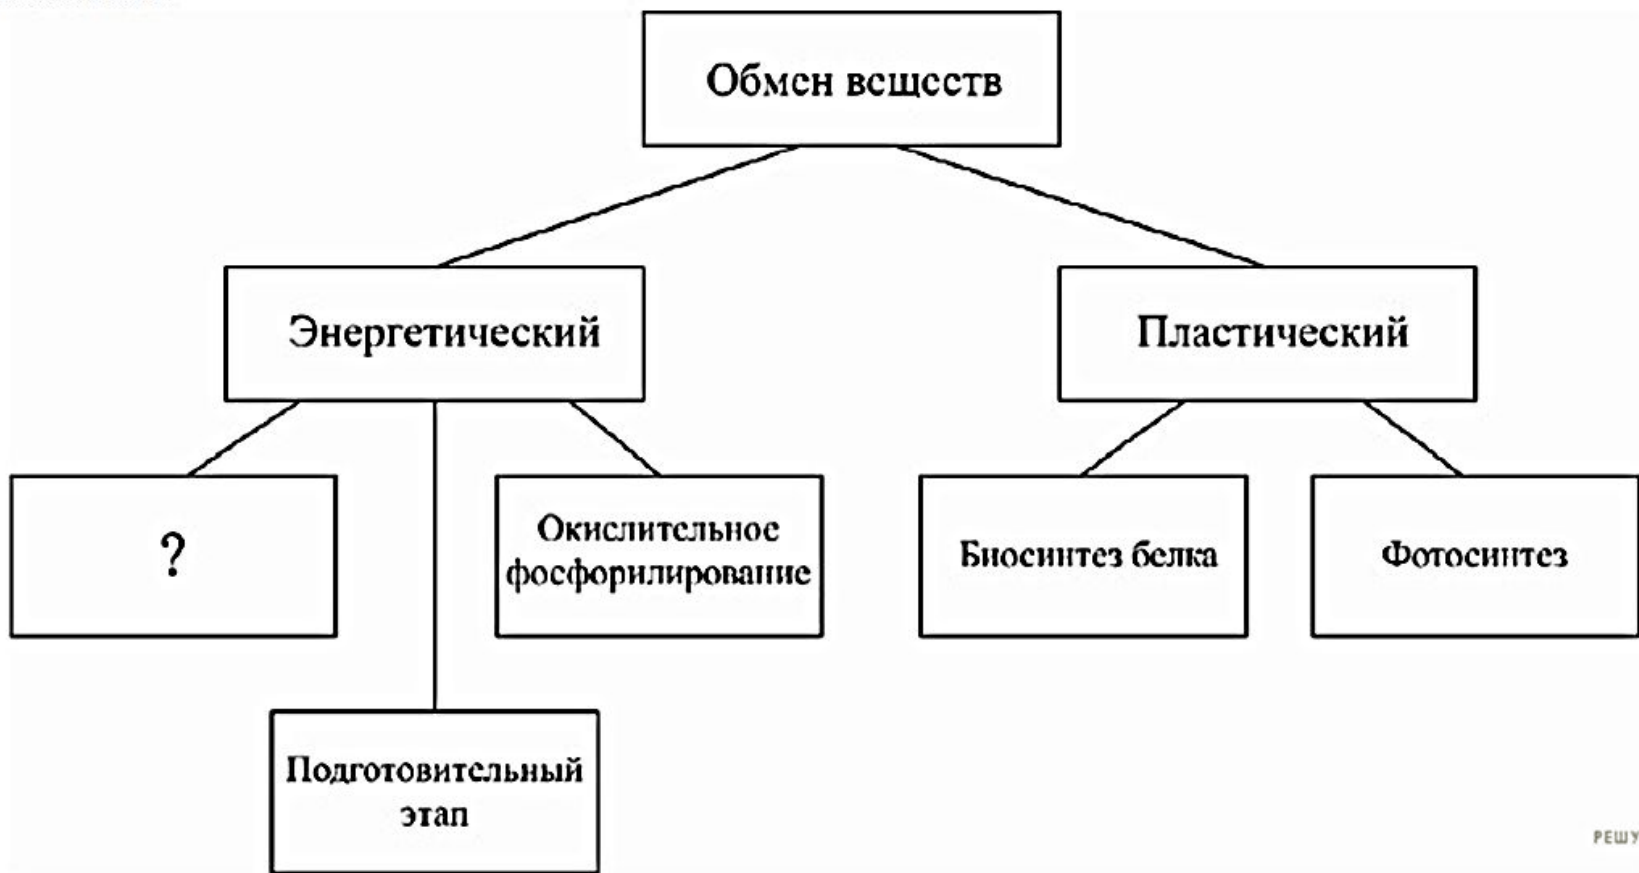 Обмен веществ
Энергетический
Пластический
?
Окислительное
фосфорилирование
Биосинтез белка
Фотосинтез
Подготовительный
этап
РЕШУ